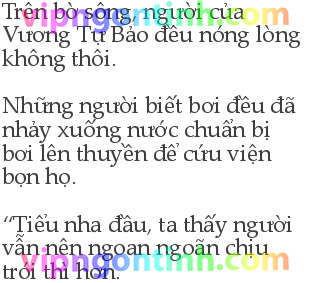 Trên bờ sông, người của
Vương Tự Bảo đều nóng lòng
không thôi.
Những người biết bơi đều đã
nhảy xuống nước chuẩn bị
bơi lên thuyền để cứu viện
bọn họ.
“Tiểu nha đầu, ta thấy ngươi
vẫn nên ngoan ngoãn chịu
trói thì hơn.
vipngontinh.com
vipngontinh.com